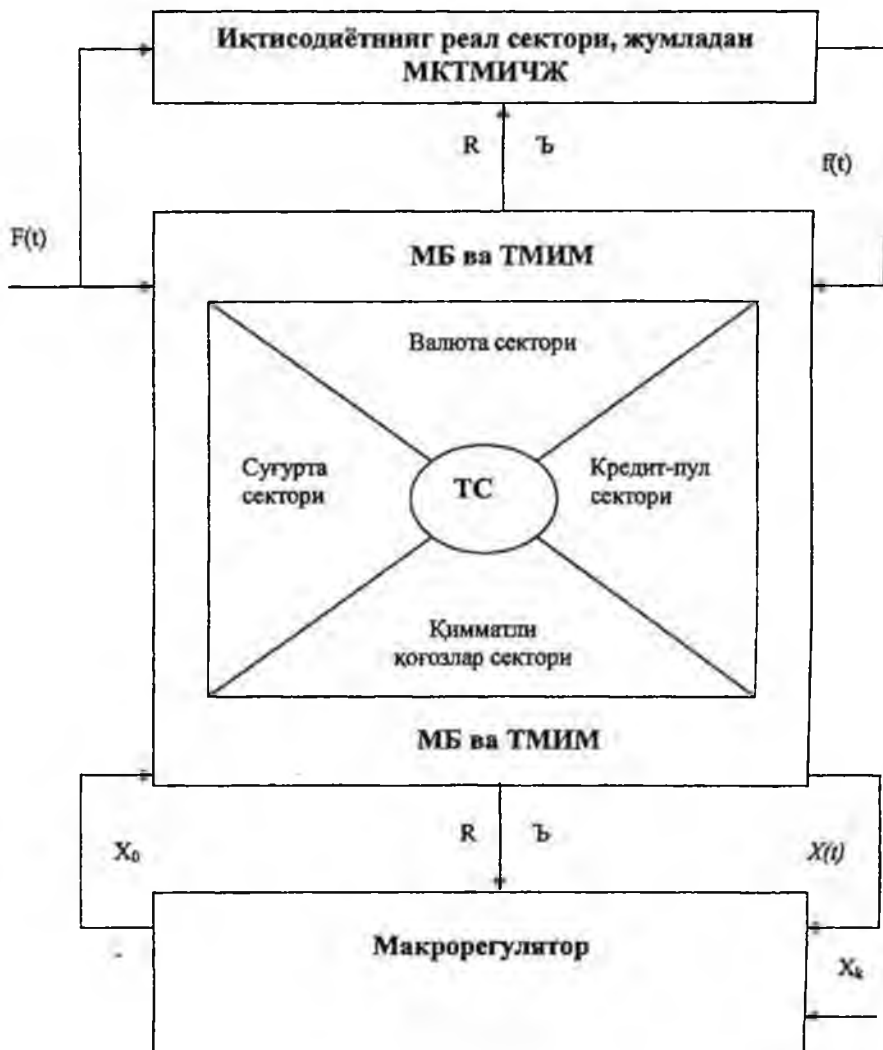 Иқтисодиётнинг реал сектори, жумладан
МКТМИЧЖ
R Ъ
f(t)
F(t)
МБ ва ТМИМ
Валюта сектори
Суғурта
сектори
ТС
Кредит-пул
сектори
Қимматли
қоғозлар сектори
МБ ва ТМИМ
R Ъ
X₀
X(t)
Макрорегулятор
Xₖ